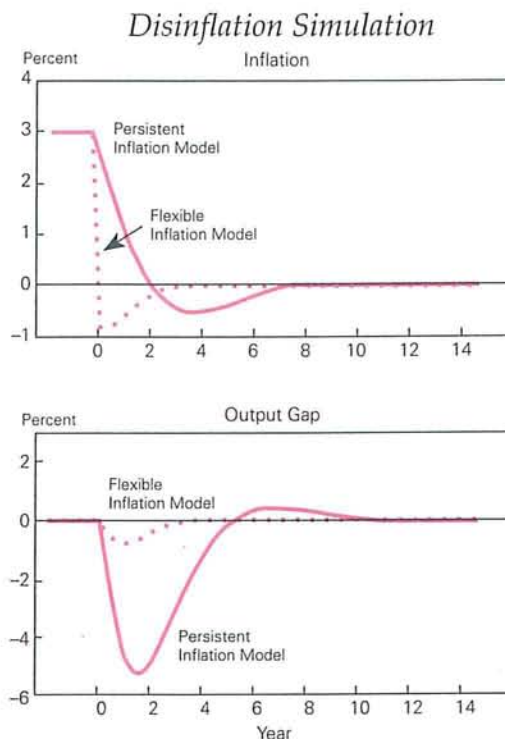 Disinflation Simulation
Percent
Inflation
4
3
2
1
0
−1
Persistent
Inflation Model
Flexible
Inflation Model
0 2 4 6 8 10 12 14
Percent
Output Gap
2
0
−2
−4
−6
Flexible
Inflation Model
Persistent
Inflation Model
0 2 4 6 8 10 12 14
Year